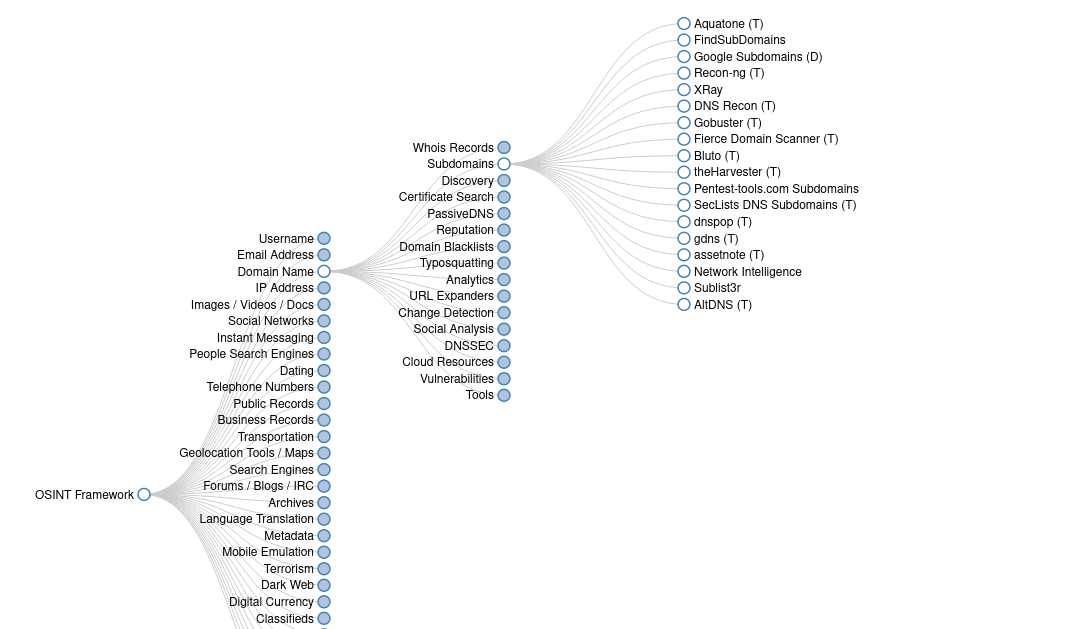 OSINT Framework
Username
Email Address
Domain Name
IP Address
Images / Videos / Docs
Social Networks
Instant Messaging
People Search Engines
Dating
Telephone Numbers
Public Records
Business Records
Transportation
Geolocation Tools / Maps
Search Engines
Forums / Blogs / IRC
Archives
Language Translation
Metadata
Mobile Emulation
Terrorism
Dark Web
Digital Currency
Classifieds
Whois Records
Subdomains
Discovery
Certificate Search
PassiveDNS
Reputation
Domain Blacklists
Typosquatting
Analytics
URL Expanders
Change Detection
Social Analysis
DNSSEC
Cloud Resources
Vulnerabilities
Tools
Aquatone (T)
FindSubDomains
Google Subdomains (D)
Recon-ng (T)
XRay
DNS Recon (T)
Gobuster (T)
Fierce Domain Scanner (T)
Bluto (T)
theHarvester (T)
Pentest-tools.com Subdomains
SecLists DNS Subdomains (T)
dnspop (T)
gdns (T)
assetnote (T)
Network Intelligence
Sublist3r
AltDNS (T)